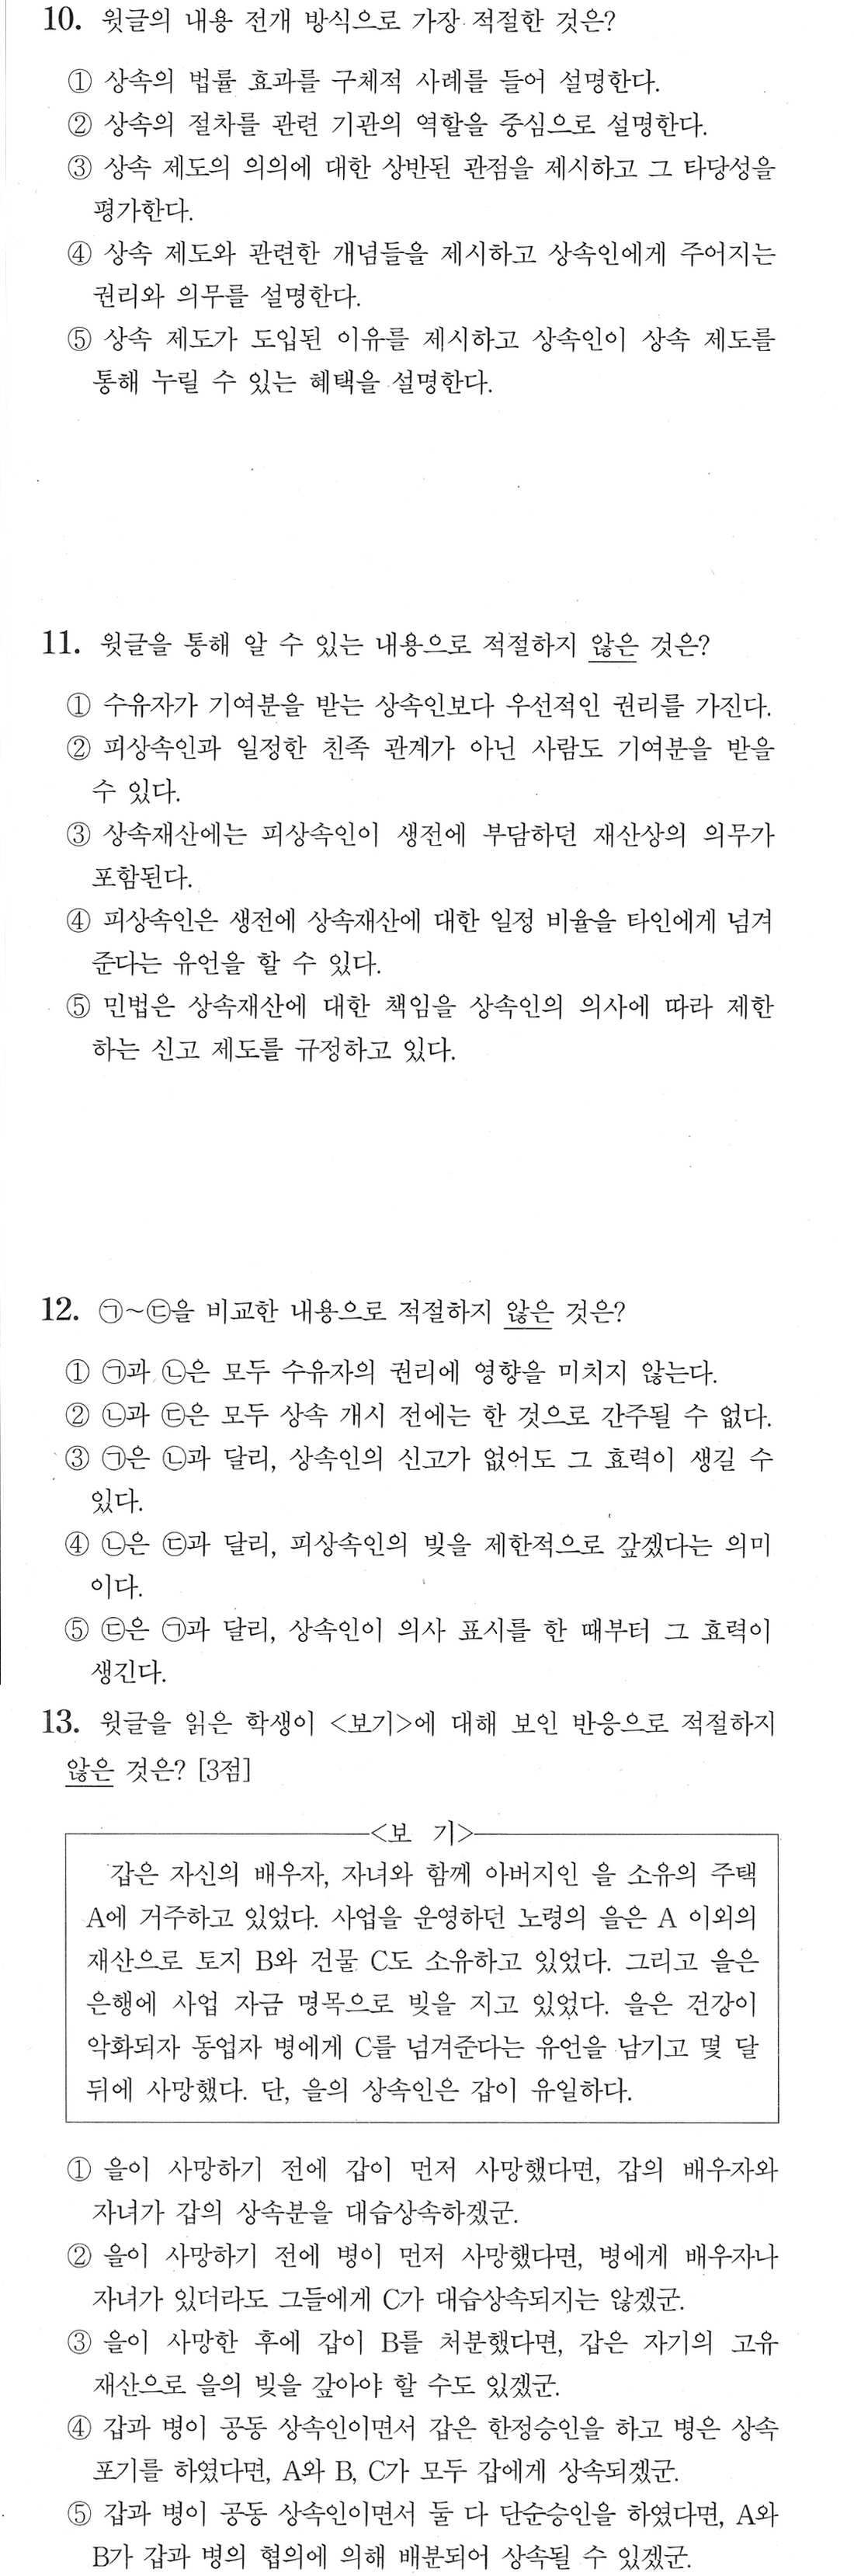 10. 윗글의 내용 전개 방식으로 가장 적절한 것은?
① 상속의 법률 효과를 구체적 사례를 들어 설명한다.
② 상속의 절차를 관련 기관의 역할을 중심으로 설명한다.
③ 상속 제도의 의의에 대한 상반된 관점을 제시하고 그 타당성을
평가한다.
④ 상속 제도와 관련한 개념들을 제시하고 상속인에게 주어지는
권리와 의무를 설명한다.
⑤ 상속 제도가 도입된 이유를 제시하고 상속인이 상속 제도를
통해 누릴 수 있는 혜택을 설명한다.
11. 윗글을 통해 알 수 있는 내용으로 적절하지 않은 것은?
① 수유자가 기여분을 받는 상속인보다 우선적인 권리를 가진다.
② 피상속인과 일정한 친족 관계가 아닌 사람도 기여분을 받을
수 있다.
③ 상속재산에는 피상속인이 생전에 부담하던 재산상의 의무가
포함된다.
④ 피상속인은 생전에 상속재산에 대한 일정 비율을 타인에게 넘겨
준다는 유언을 할 수 있다.
⑤ 민법은 상속재산에 대한 책임을 상속인의 의사에 따라 제한
하는 신고 제도를 규정하고 있다.
12. ㉠~㉢을 비교한 내용으로 적절하지 않은 것은?
① ㉠과 ㉡은 모두 수유자의 권리에 영향을 미치지 않는다.
② ㉡과 ㉢은 모두 상속 개시 전에는 한 것으로 간주될 수 없다.
③ ㉠은 ㉡과 달리, 상속인의 신고가 없어도 그 효력이 생길 수
있다.
④ ㉡은 ㉢과 달리, 피상속인의 빚을 제한적으로 갚겠다는 의미
이다.
⑤ ㉢은 ㉠과 달리, 상속인이 의사 표시를 한 때부터 그 효력이
생긴다.
13. 윗글을 읽은 학생이 <보기>에 대해 보인 반응으로 적절하지
않은 것은? [3점]
<보 기>
갑은 자신의 배우자, 자녀와 함께 아버지인 을 소유의 주택
A에 거주하고 있었다. 사업을 운영하던 노령의 을은 A 이외의
재산으로 토지 B와 건물 C도 소유하고 있었다. 그리고 을은
은행에 사업 자금 명목으로 빚을 지고 있었다. 을은 건강이
악화되자 동업자 병에게 C를 넘겨준다는 유언을 남기고 몇 달
뒤에 사망했다. 단, 을의 상속인은 갑이 유일하다.
① 을이 사망하기 전에 갑이 먼저 사망했다면, 갑의 배우자와
자녀가 갑의 상속분을 대습상속하겠군.
② 을이 사망하기 전에 병이 먼저 사망했다면, 병에게 배우자나
자녀가 있더라도 그들에게 C가 대습상속되지는 않겠군.
③ 을이 사망한 후에 갑이 B를 처분했다면, 갑은 자기의 고유
재산으로 을의 빚을 갚아야 할 수도 있겠군.
④ 갑과 병이 공동 상속인이면서 갑은 한정승인을 하고 병은 상속
포기를 하였다면, A와 B, C가 모두 갑에게 상속되겠군.
⑤ 갑과 병이 공동 상속인이면서 둘 다 단순승인을 하였다면, A와
B가 갑과 병의 협의에 의해 배분되어 상속될 수 있겠군.